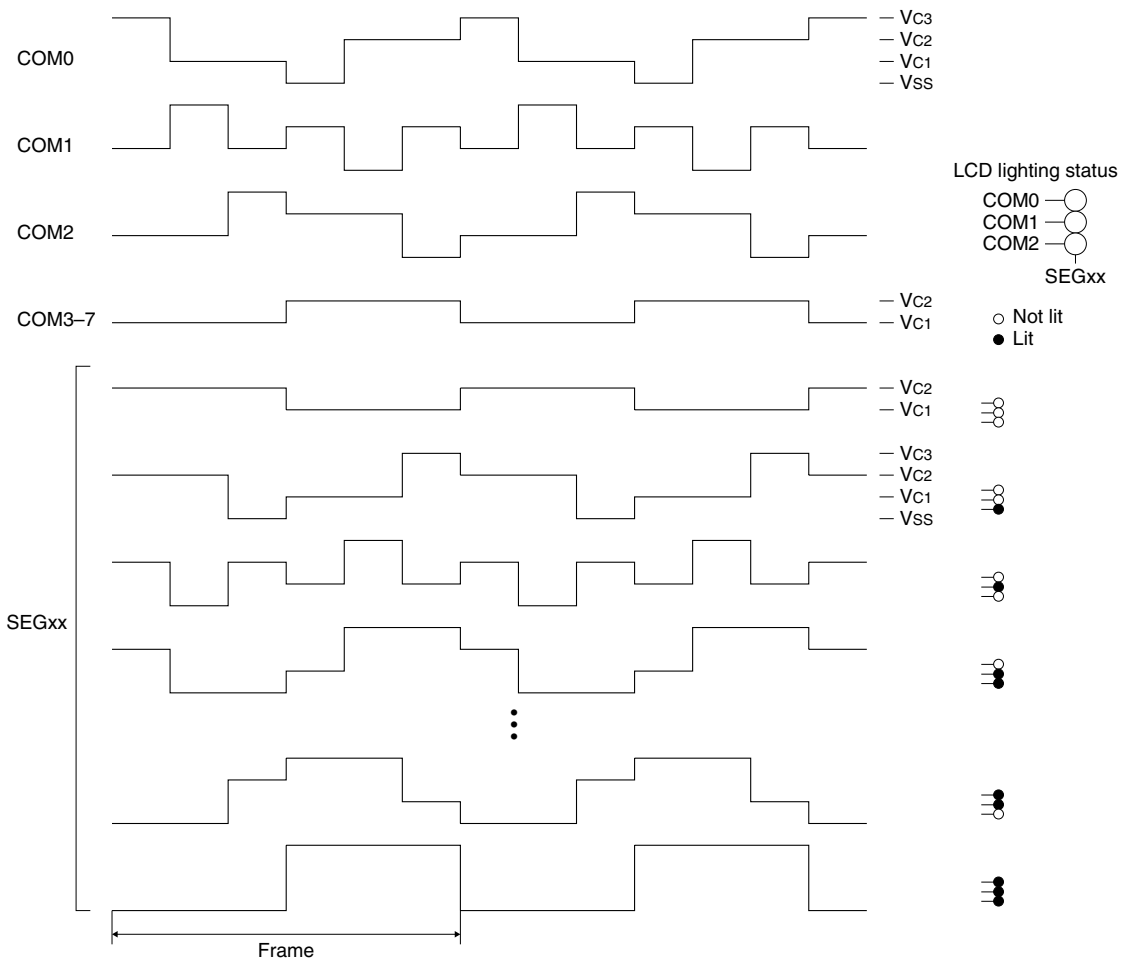 COM0
VC3
VC2
VC1
VSS
COM1
COM2
LCD lighting status
COM0
COM1
COM2
SEGxx
COM3–7
VC2
VC1
Not lit
Lit
VC2
VC1
VC3
VC2
VC1
VSS
SEGxx
Frame